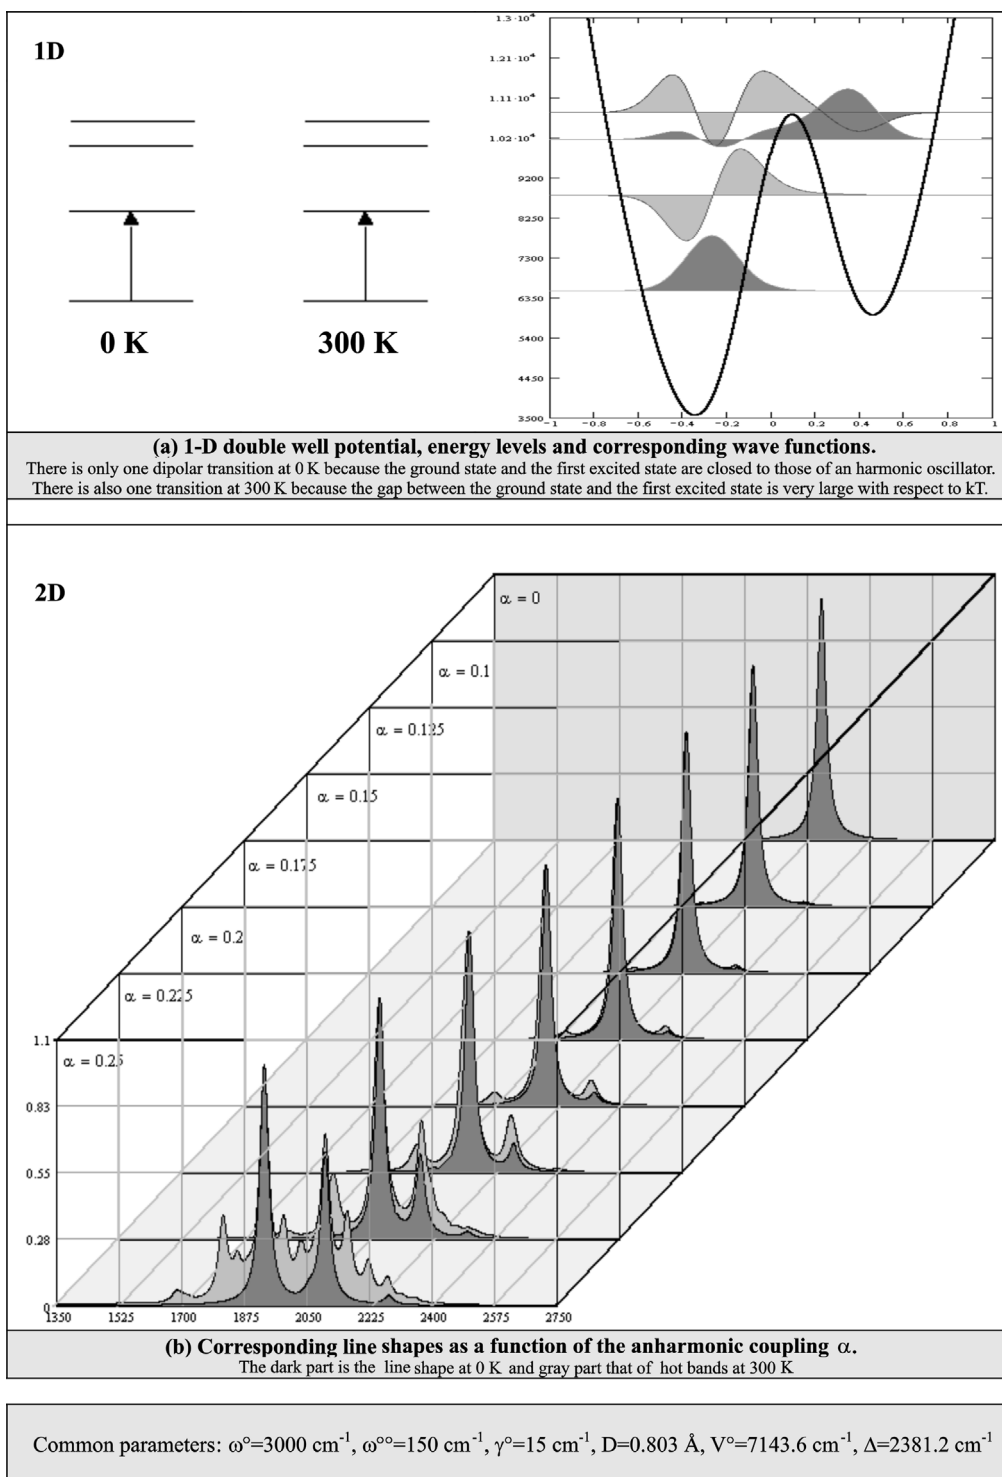 1D
0 K
300 K
1.3·10⁴
1.21·10⁴
1.11·10⁴
1.02·10⁴
9200
8250
7300
6350
5400
4450
3500
-1 -0.8 -0.6 -0.4 -0.2 0 0.2 0.4 0.6 0.8 1
(a) 1-D double well potential, energy levels and corresponding wave functions.
There is only one dipolar transition at 0 K because the ground state and the first excited state are closed to those of an harmonic oscillator.
There is also one transition at 300 K because the gap between the ground state and the first excited state is very large with respect to kT.
2D
α = 0
α = 0.1
α = 0.125
α = 0.15
α = 0.175
α = 0.2
α = 0.225
α = 0.25
1.1
0.83
0.55
0.28
0
1350 1525 1700 1875 2050 2225 2400 2575 2750
(b) Corresponding line shapes as a function of the anharmonic coupling α.
The dark part is the line shape at 0 K and gray part that of hot bands at 300 K
Common parameters: ω°=3000 cm⁻¹, ω°°=150 cm⁻¹, γ°=15 cm⁻¹, D=0.803 Å, V°=7143.6 cm⁻¹, Δ=2381.2 cm⁻¹